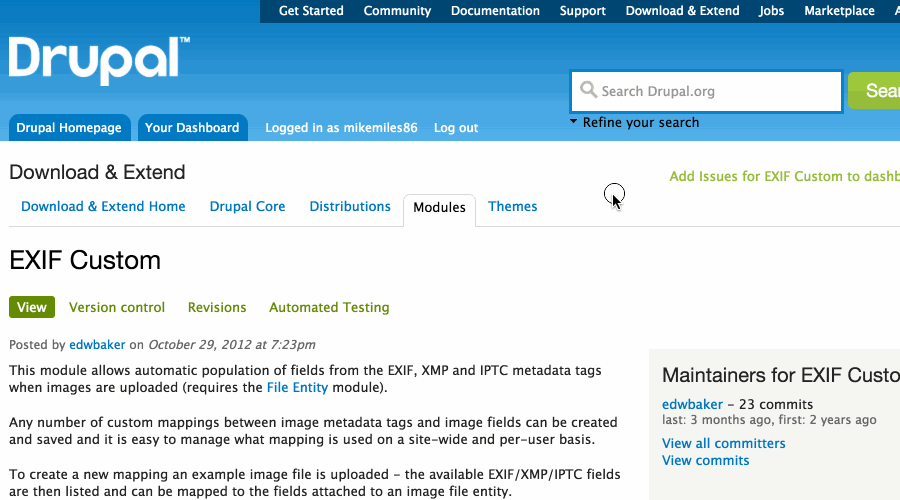 Get Started Community Documentation Support Download & Extend Jobs Marketplace
Drupal™
Search Drupal.org
Refine your search
Drupal Homepage Your Dashboard Logged in as mikemiles86 Log out
Download & Extend
Add Issues for EXIF Custom to
Download & Extend Home Drupal Core Distributions Modules Themes
EXIF Custom
View Version control Revisions Automated Testing
Posted by edwbaker on October 29, 2012 at 7:23pm
This module allows automatic population of fields from the EXIF, XMP and IPTC metadata tags
when images are uploaded (requires the File Entity module).
Any number of custom mappings between image metadata tags and image fields can be created
and saved and it is easy to manage what mapping is used on a site-wide and per-user basis.
To create a new mapping an example image file is uploaded – the available EXIF/XMP/IPTC fields
are then listed and can be mapped to the fields attached to an image file entity.
Maintainers for EXIF Custo
edwbaker – 23 commits
last: 3 months ago, first: 2 years ago
View all committers
View commits